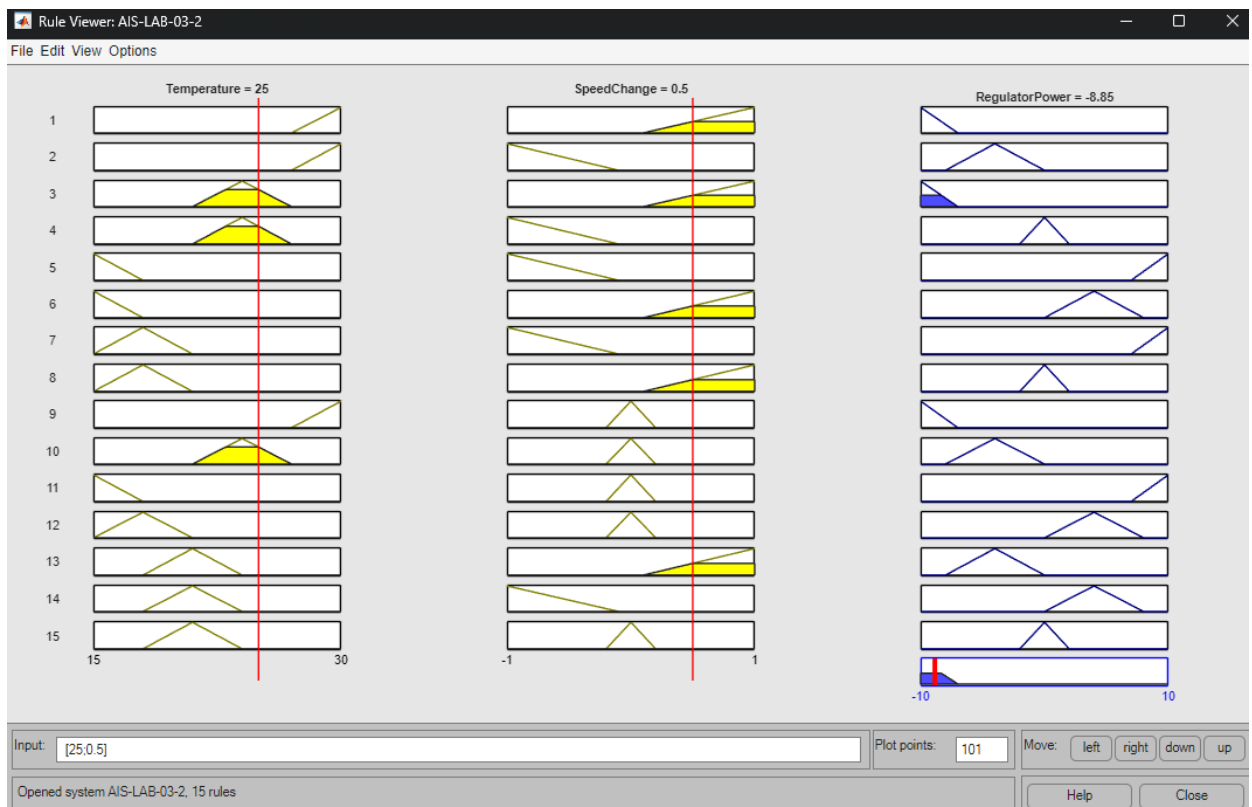 Rule Viewer: AIS-LAB-03-2
File Edit View Options
Temperature = 25
SpeedChange = 0.5
RegulatorPower = -8.85
1
2
3
4
5
6
7
8
9
10
11
12
13
14
15
15 30
-1 1
-10 10
Input: [25;0.5]
Plot points: 101
Move: left right down up
Opened system AIS-LAB-03-2, 15 rules
Help Close